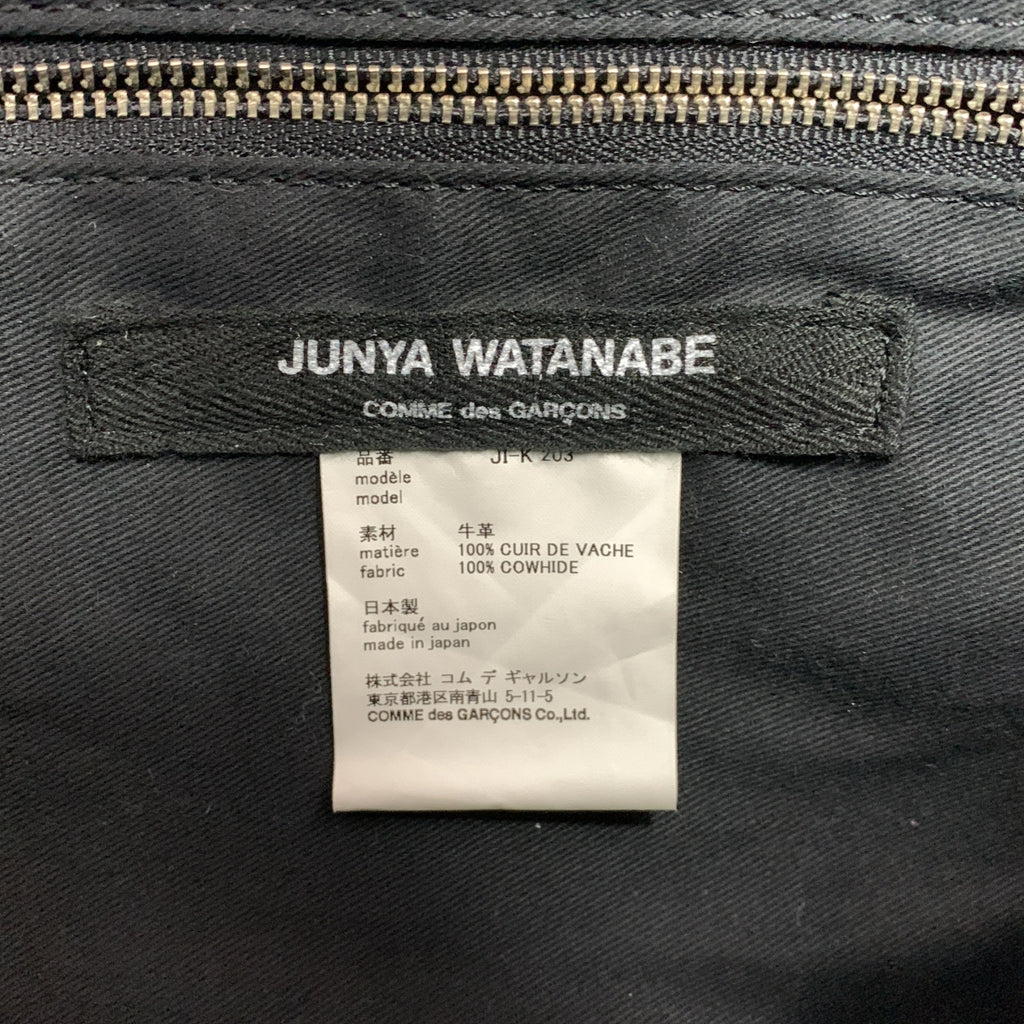 JUNYA WATANABE
COMME des GARÇONS
品番 JI-K 203
modèle
model
素材 牛革
matière 100% CUIR DE VACHE
fabric 100% COWHIDE
日本製
fabriqué au japon
made in japan
株式会社 コム デ ギャルソン
東京都港区南青山 5-11-5
COMME des GARÇONS Co.,Ltd.